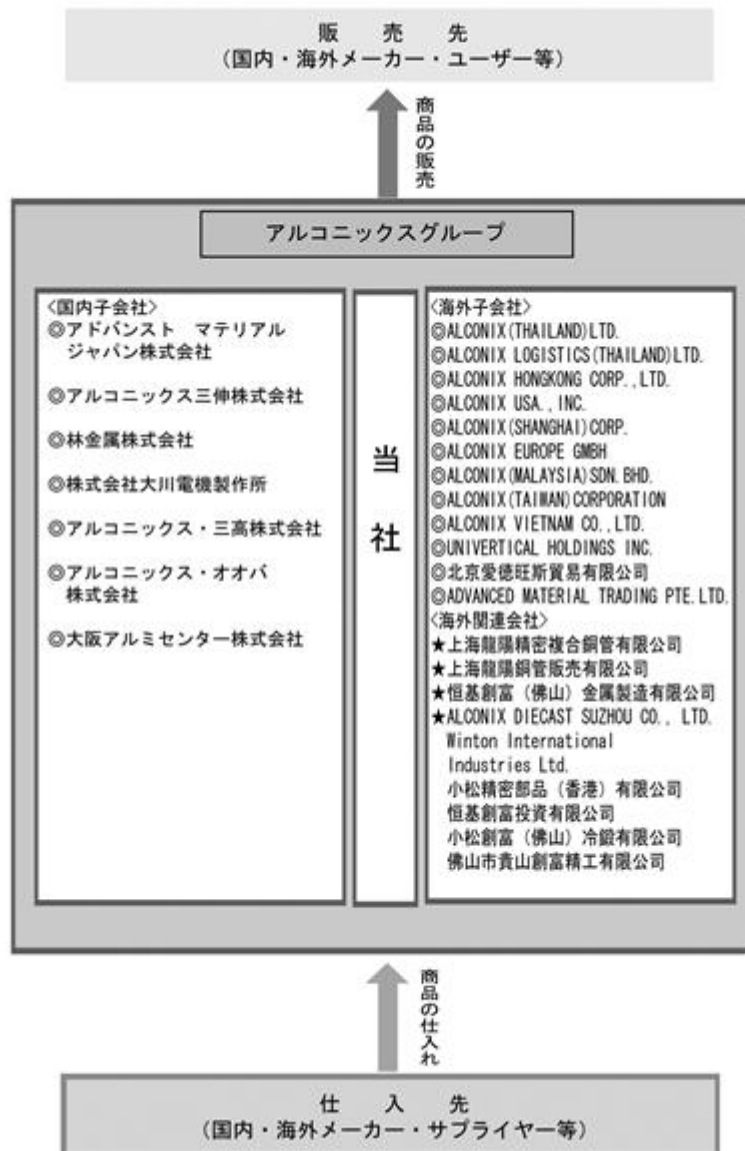 販売先
(国内・海外メーカー・ユーザー等)
商品の販売
アルコニックスグループ
〈国内子会社〉
◎アドバンスト マテリアル
ジャパン株式会社
◎アルコニックス三伸株式会社
◎林金属株式会社
◎株式会社大川電機製作所
◎アルコニックス・三高株式会社
◎アルコニックス・オオバ
株式会社
◎大阪アルミセンター株式会社
当社
〈海外子会社〉
◎ALCONIX(THAILAND)LTD.
◎ALCONIX LOGISTICS(THAILAND)LTD.
◎ALCONIX HONGKONG CORP.,LTD.
◎ALCONIX USA.,INC.
◎ALCONIX(SHANGHAI)CORP.
◎ALCONIX EUROPE GMBH
◎ALCONIX(MALAYSIA)SDN.BHD.
◎ALCONIX(TAIWAN)CORPORATION
◎ALCONIX VIETNAM CO.,LTD.
◎UNIVERTICAL HOLDINGS INC.
◎北京愛徳旺斯貿易有限公司
◎ADVANCED MATERIAL TRADING PTE.LTD.
〈海外関連会社〉
★上海龍陽精密複合銅管有限公司
★上海龍陽銅管販売有限公司
★恒基創富（佛山）金属製造有限公司
★ALCONIX DIECAST SUZHOU CO., LTD.
Winton International
Industries Ltd.
小松精密部品（香港）有限公司
恒基創富投資有限公司
小松創富（佛山）冷鍛有限公司
佛山市貴山創富精工有限公司
商品の仕入れ
仕入先
(国内・海外メーカー・サプライヤー等)